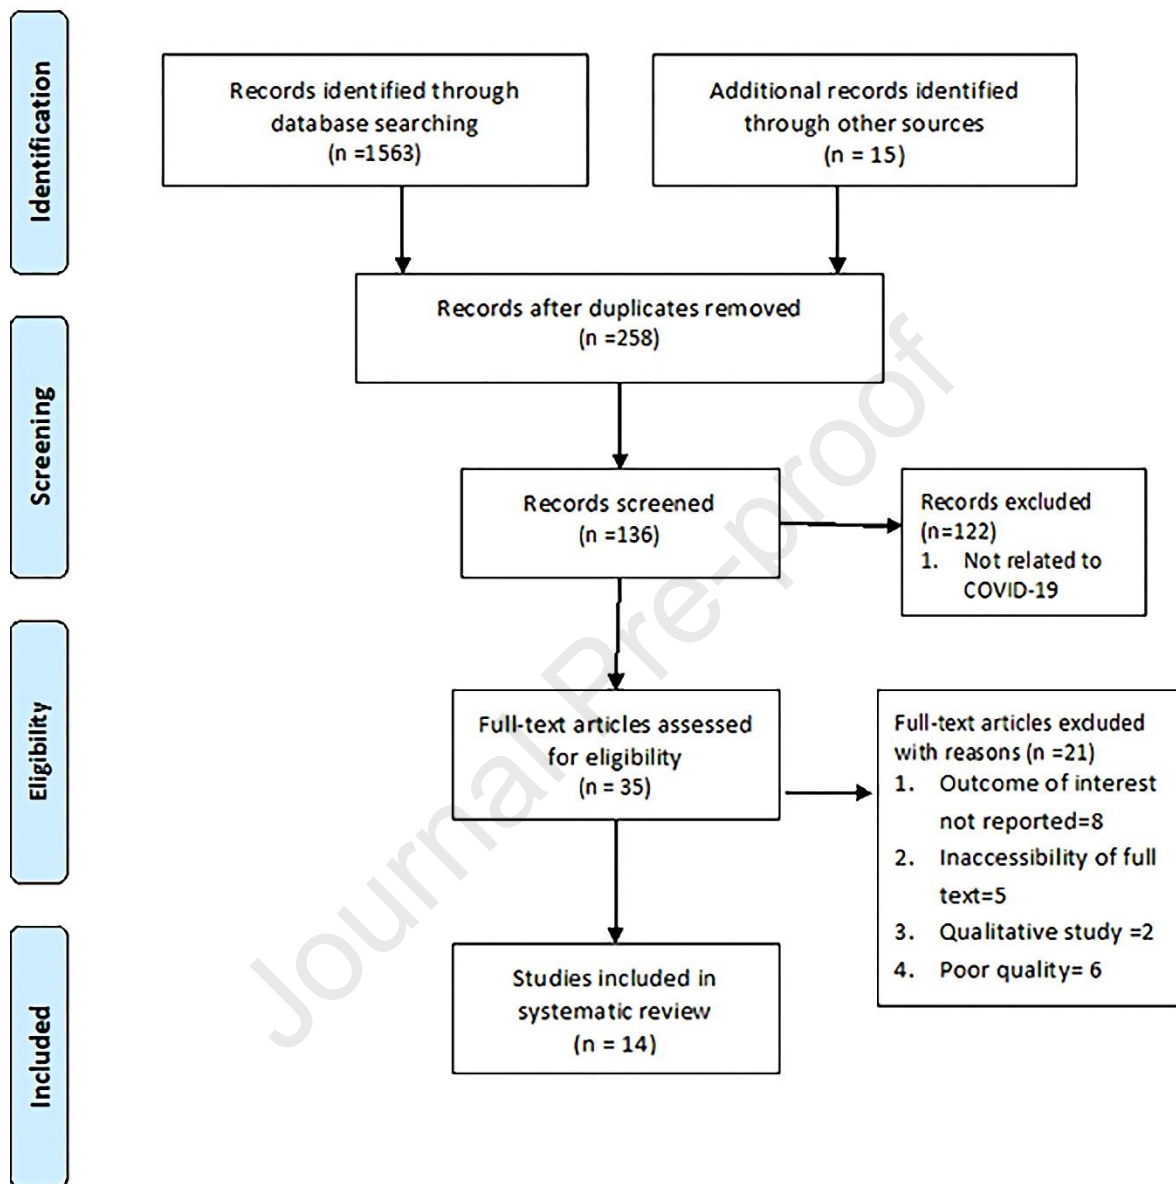 Identification
Records identified through
database searching
(n =1563)
Additional records identified
through other sources
(n = 15)
Records after duplicates removed
(n =258)
Screening
Records screened
(n =136)
Records excluded
(n=122)
1. Not related to
COVID-19
Eligibility
Full-text articles assessed
for eligibility
(n = 35)
Full-text articles excluded
with reasons (n =21)
1. Outcome of interest
not reported=8
2. Inaccessibility of full
text=5
3. Qualitative study =2
4. Poor quality= 6
Included
Studies included in
systematic review
(n = 14)
Journal Pre-proof